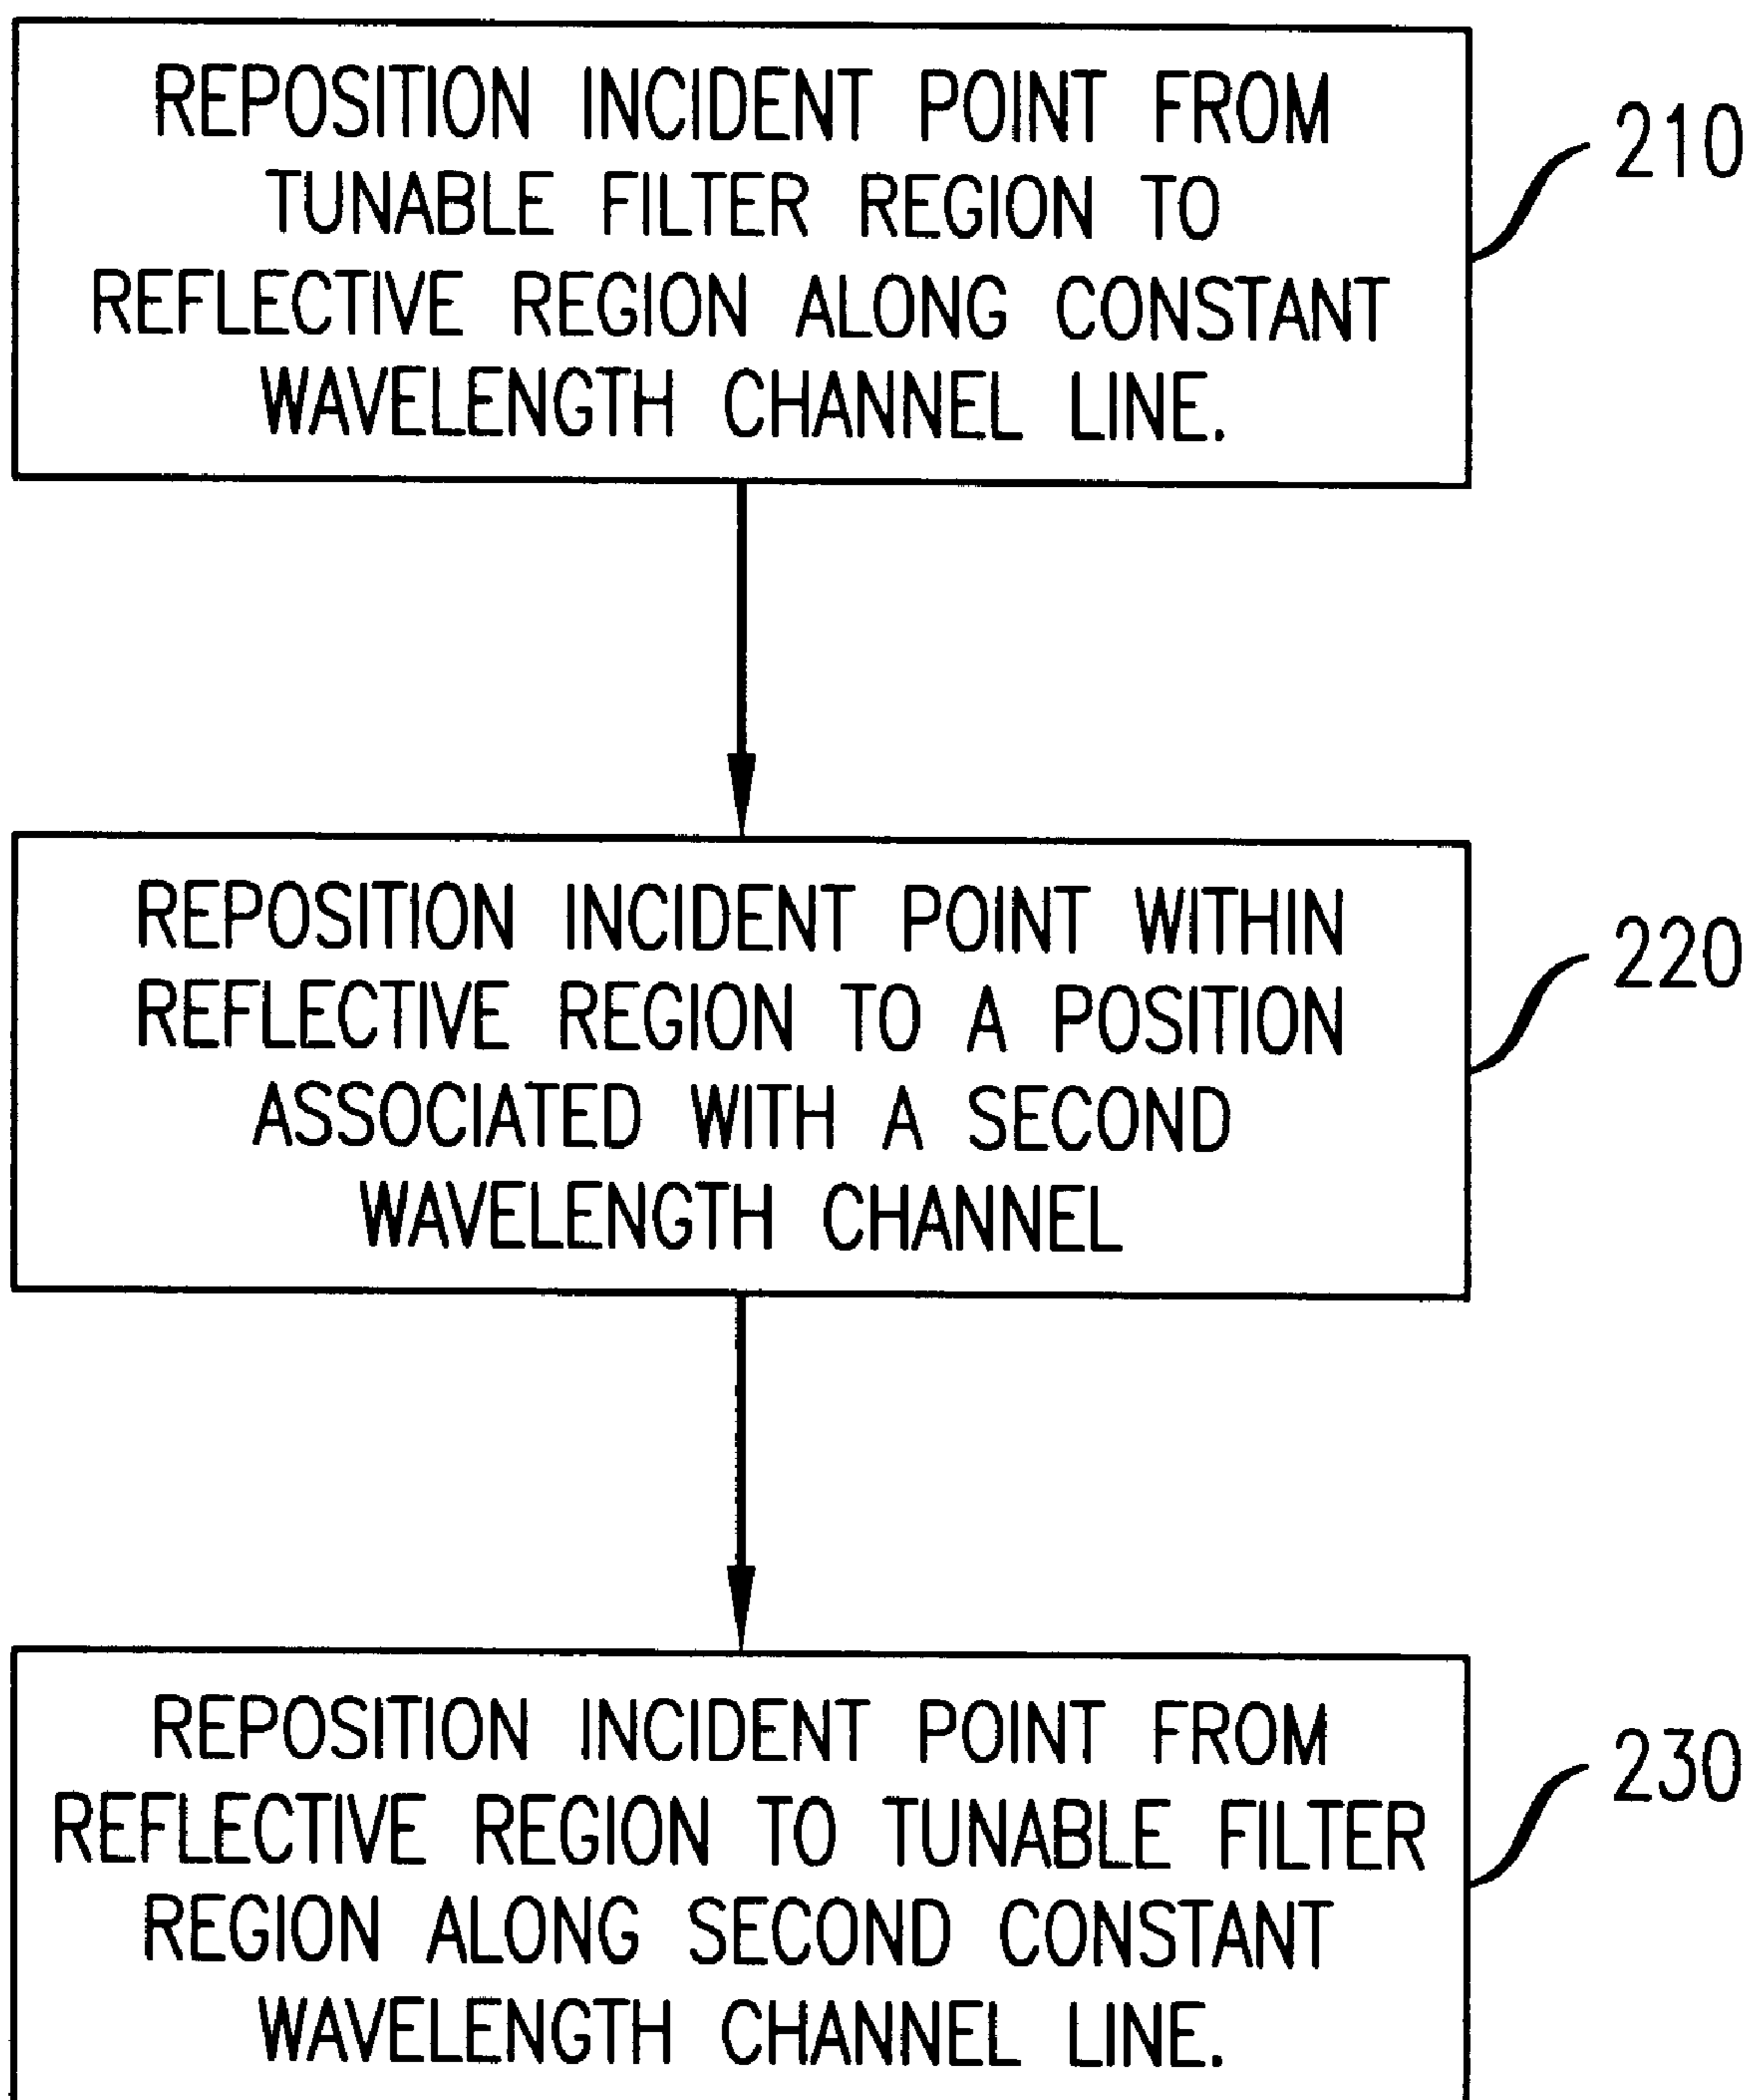 REPOSITION INCIDENT POINT FROM
TUNABLE FILTER REGION TO
REFLECTIVE REGION ALONG CONSTANT
WAVELENGTH CHANNEL LINE.
210
REPOSITION INCIDENT POINT WITHIN
REFLECTIVE REGION TO A POSITION
ASSOCIATED WITH A SECOND
WAVELENGTH CHANNEL
220
REPOSITION INCIDENT POINT FROM
REFLECTIVE REGION TO TUNABLE FILTER
REGION ALONG SECOND CONSTANT
WAVELENGTH CHANNEL LINE.
230